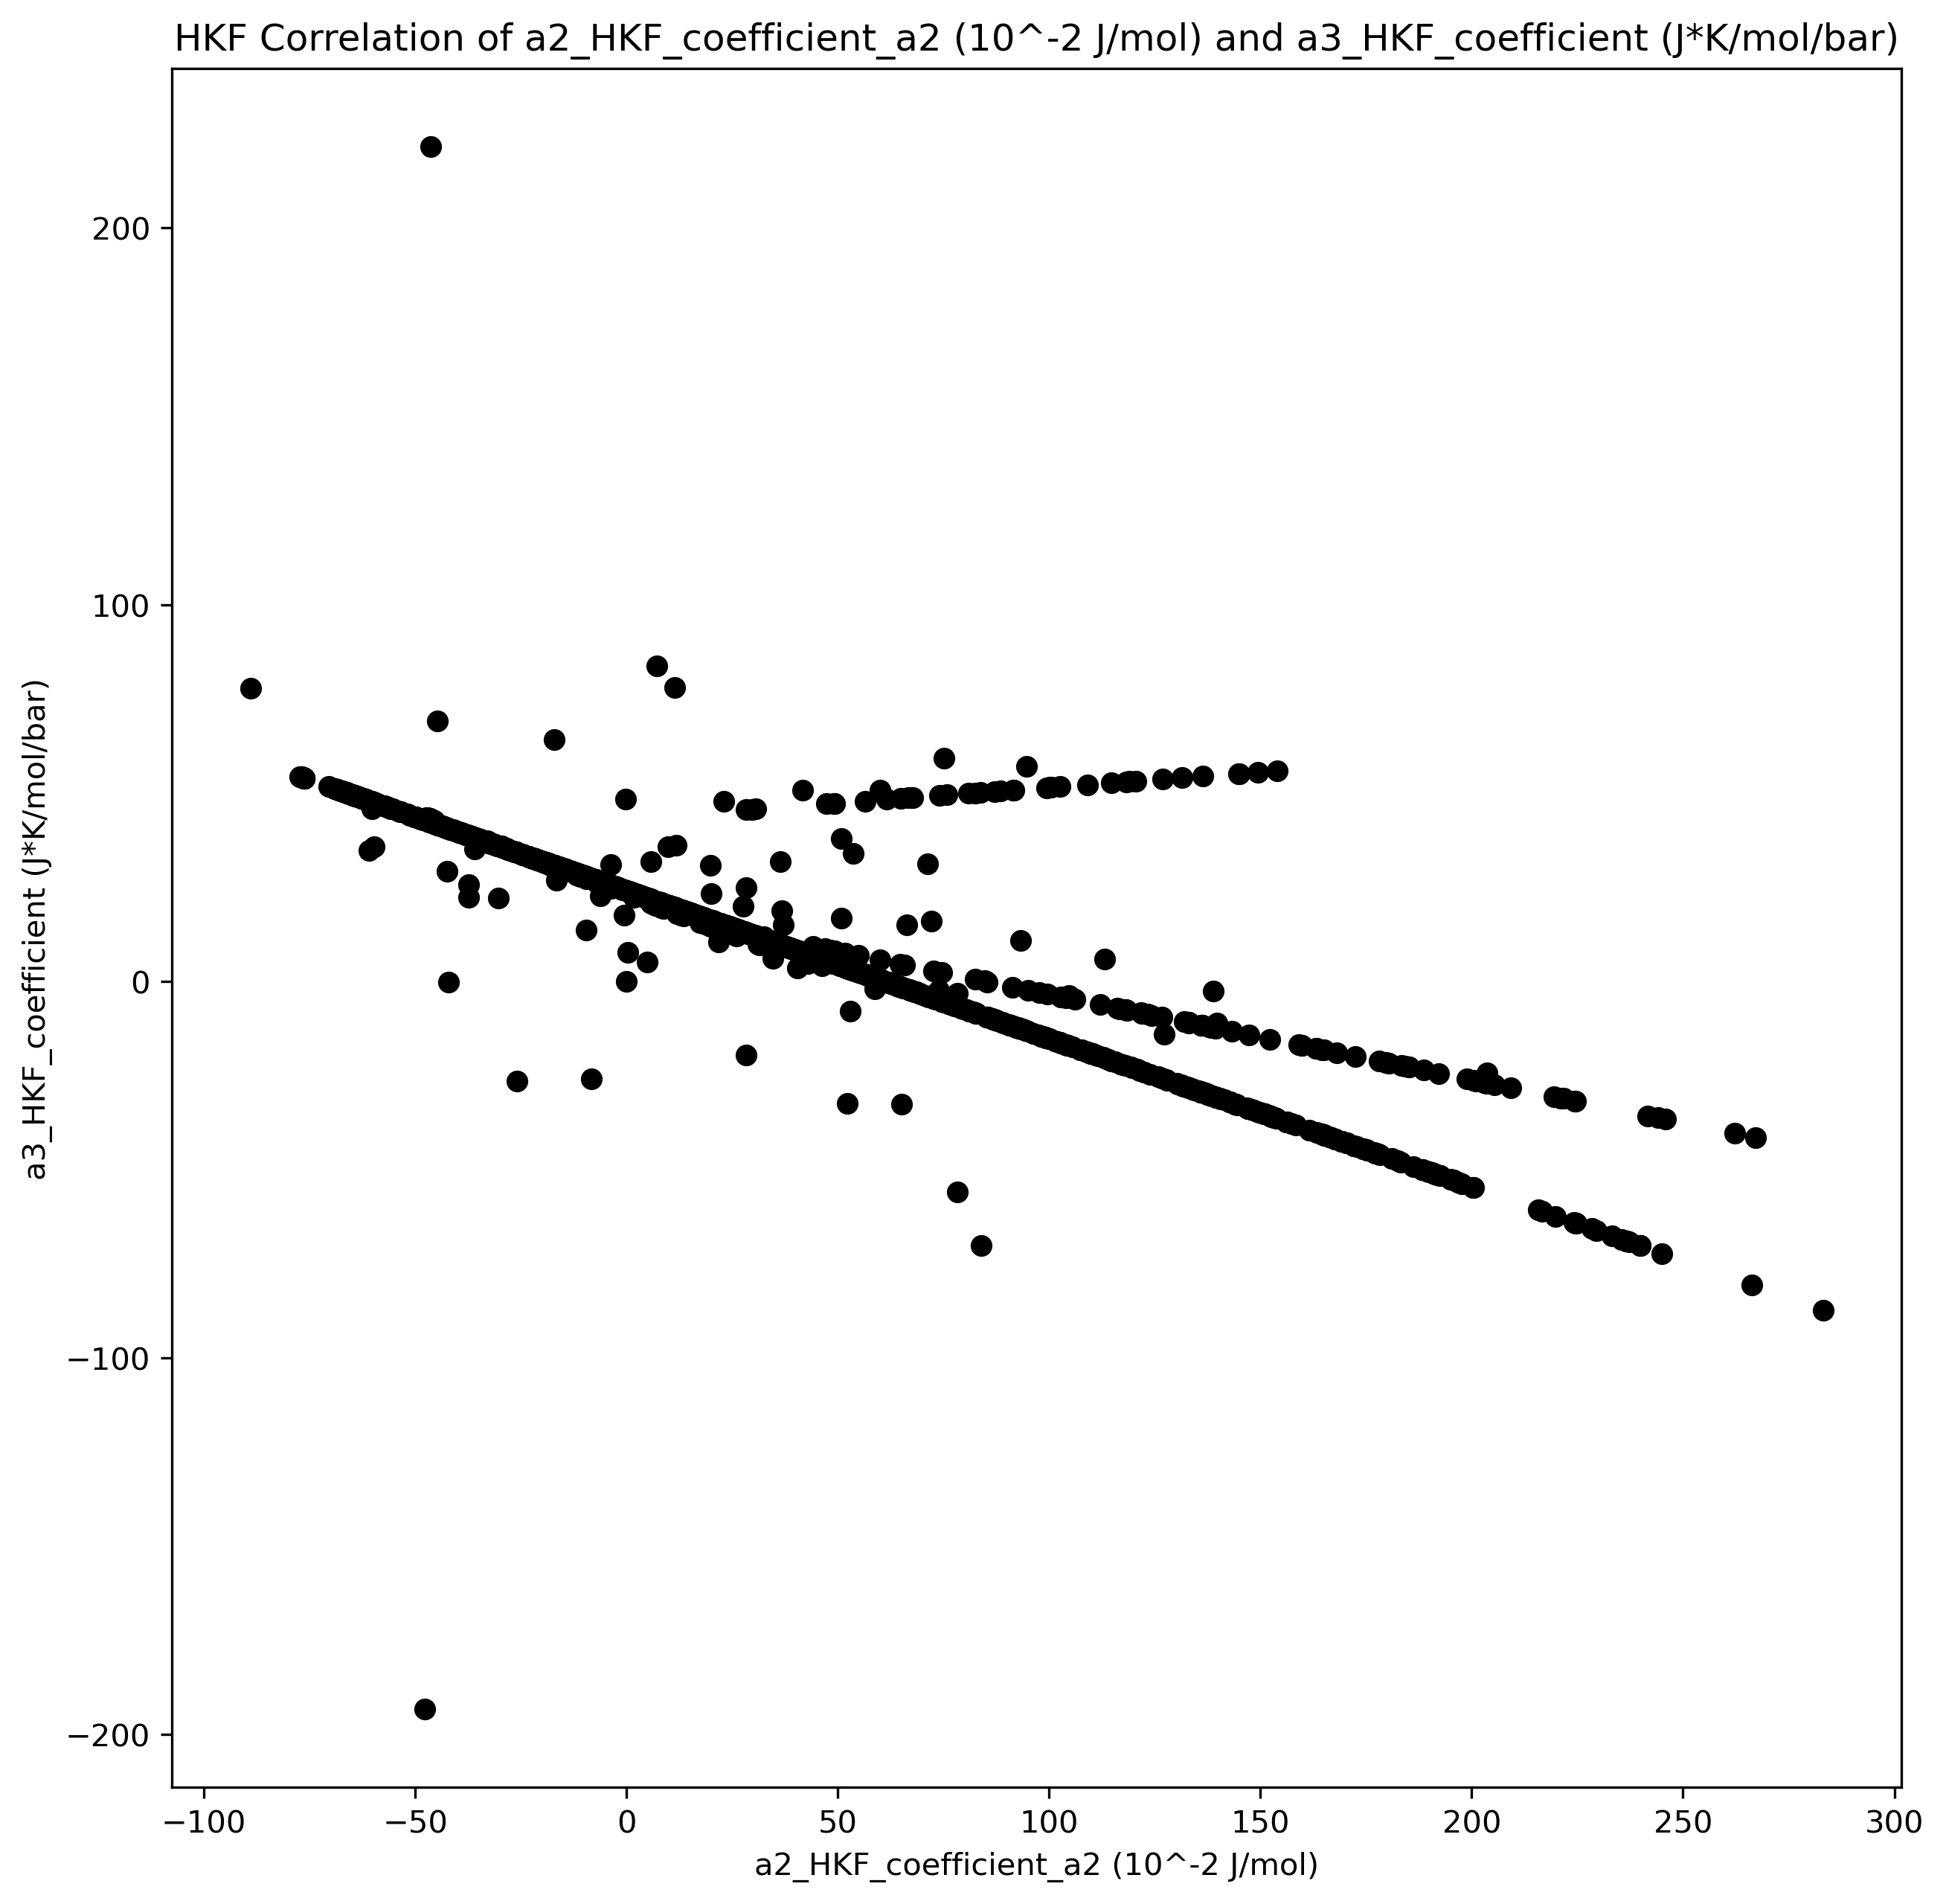 HKF Correlation of a2_HKF_coefficient_a2 (10^-2 J/mol) and a3_HKF_coefficient (J*K/mol/bar)
a3_HKF_coefficient (J*K/mol/bar)
200
100
0
−100
−200
−100 −50 0 50 100 150 200 250 300
a2_HKF_coefficient_a2 (10^-2 J/mol)